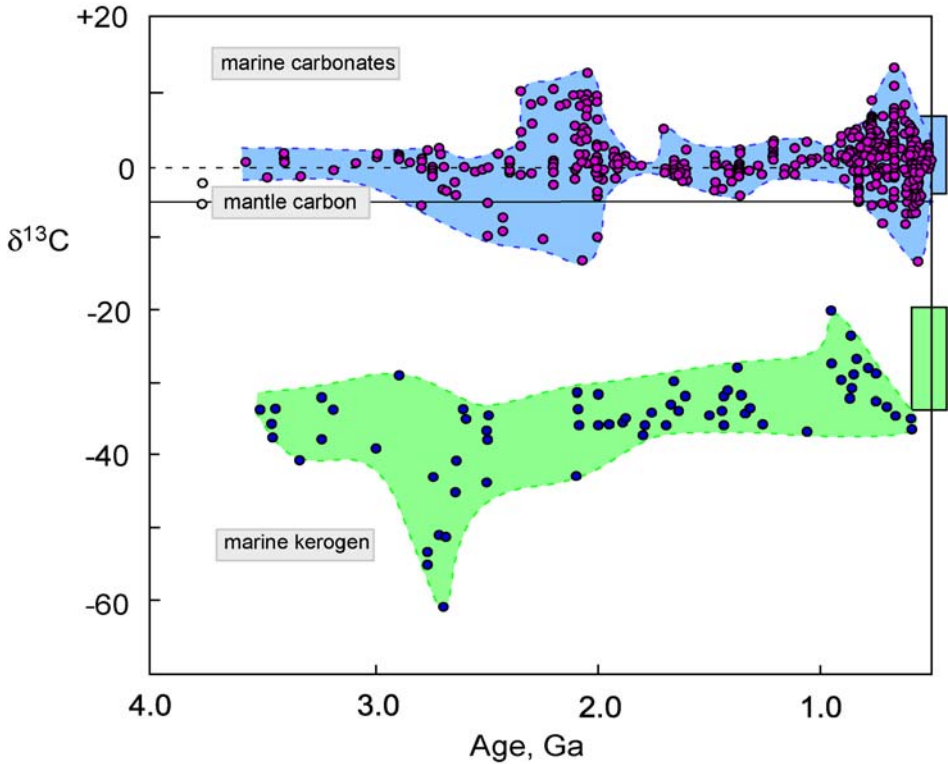 +20
marine carbonates
0
mantle carbon
δ¹³C
-20
-40
marine kerogen
-60
4.0 3.0 2.0 1.0
Age, Ga